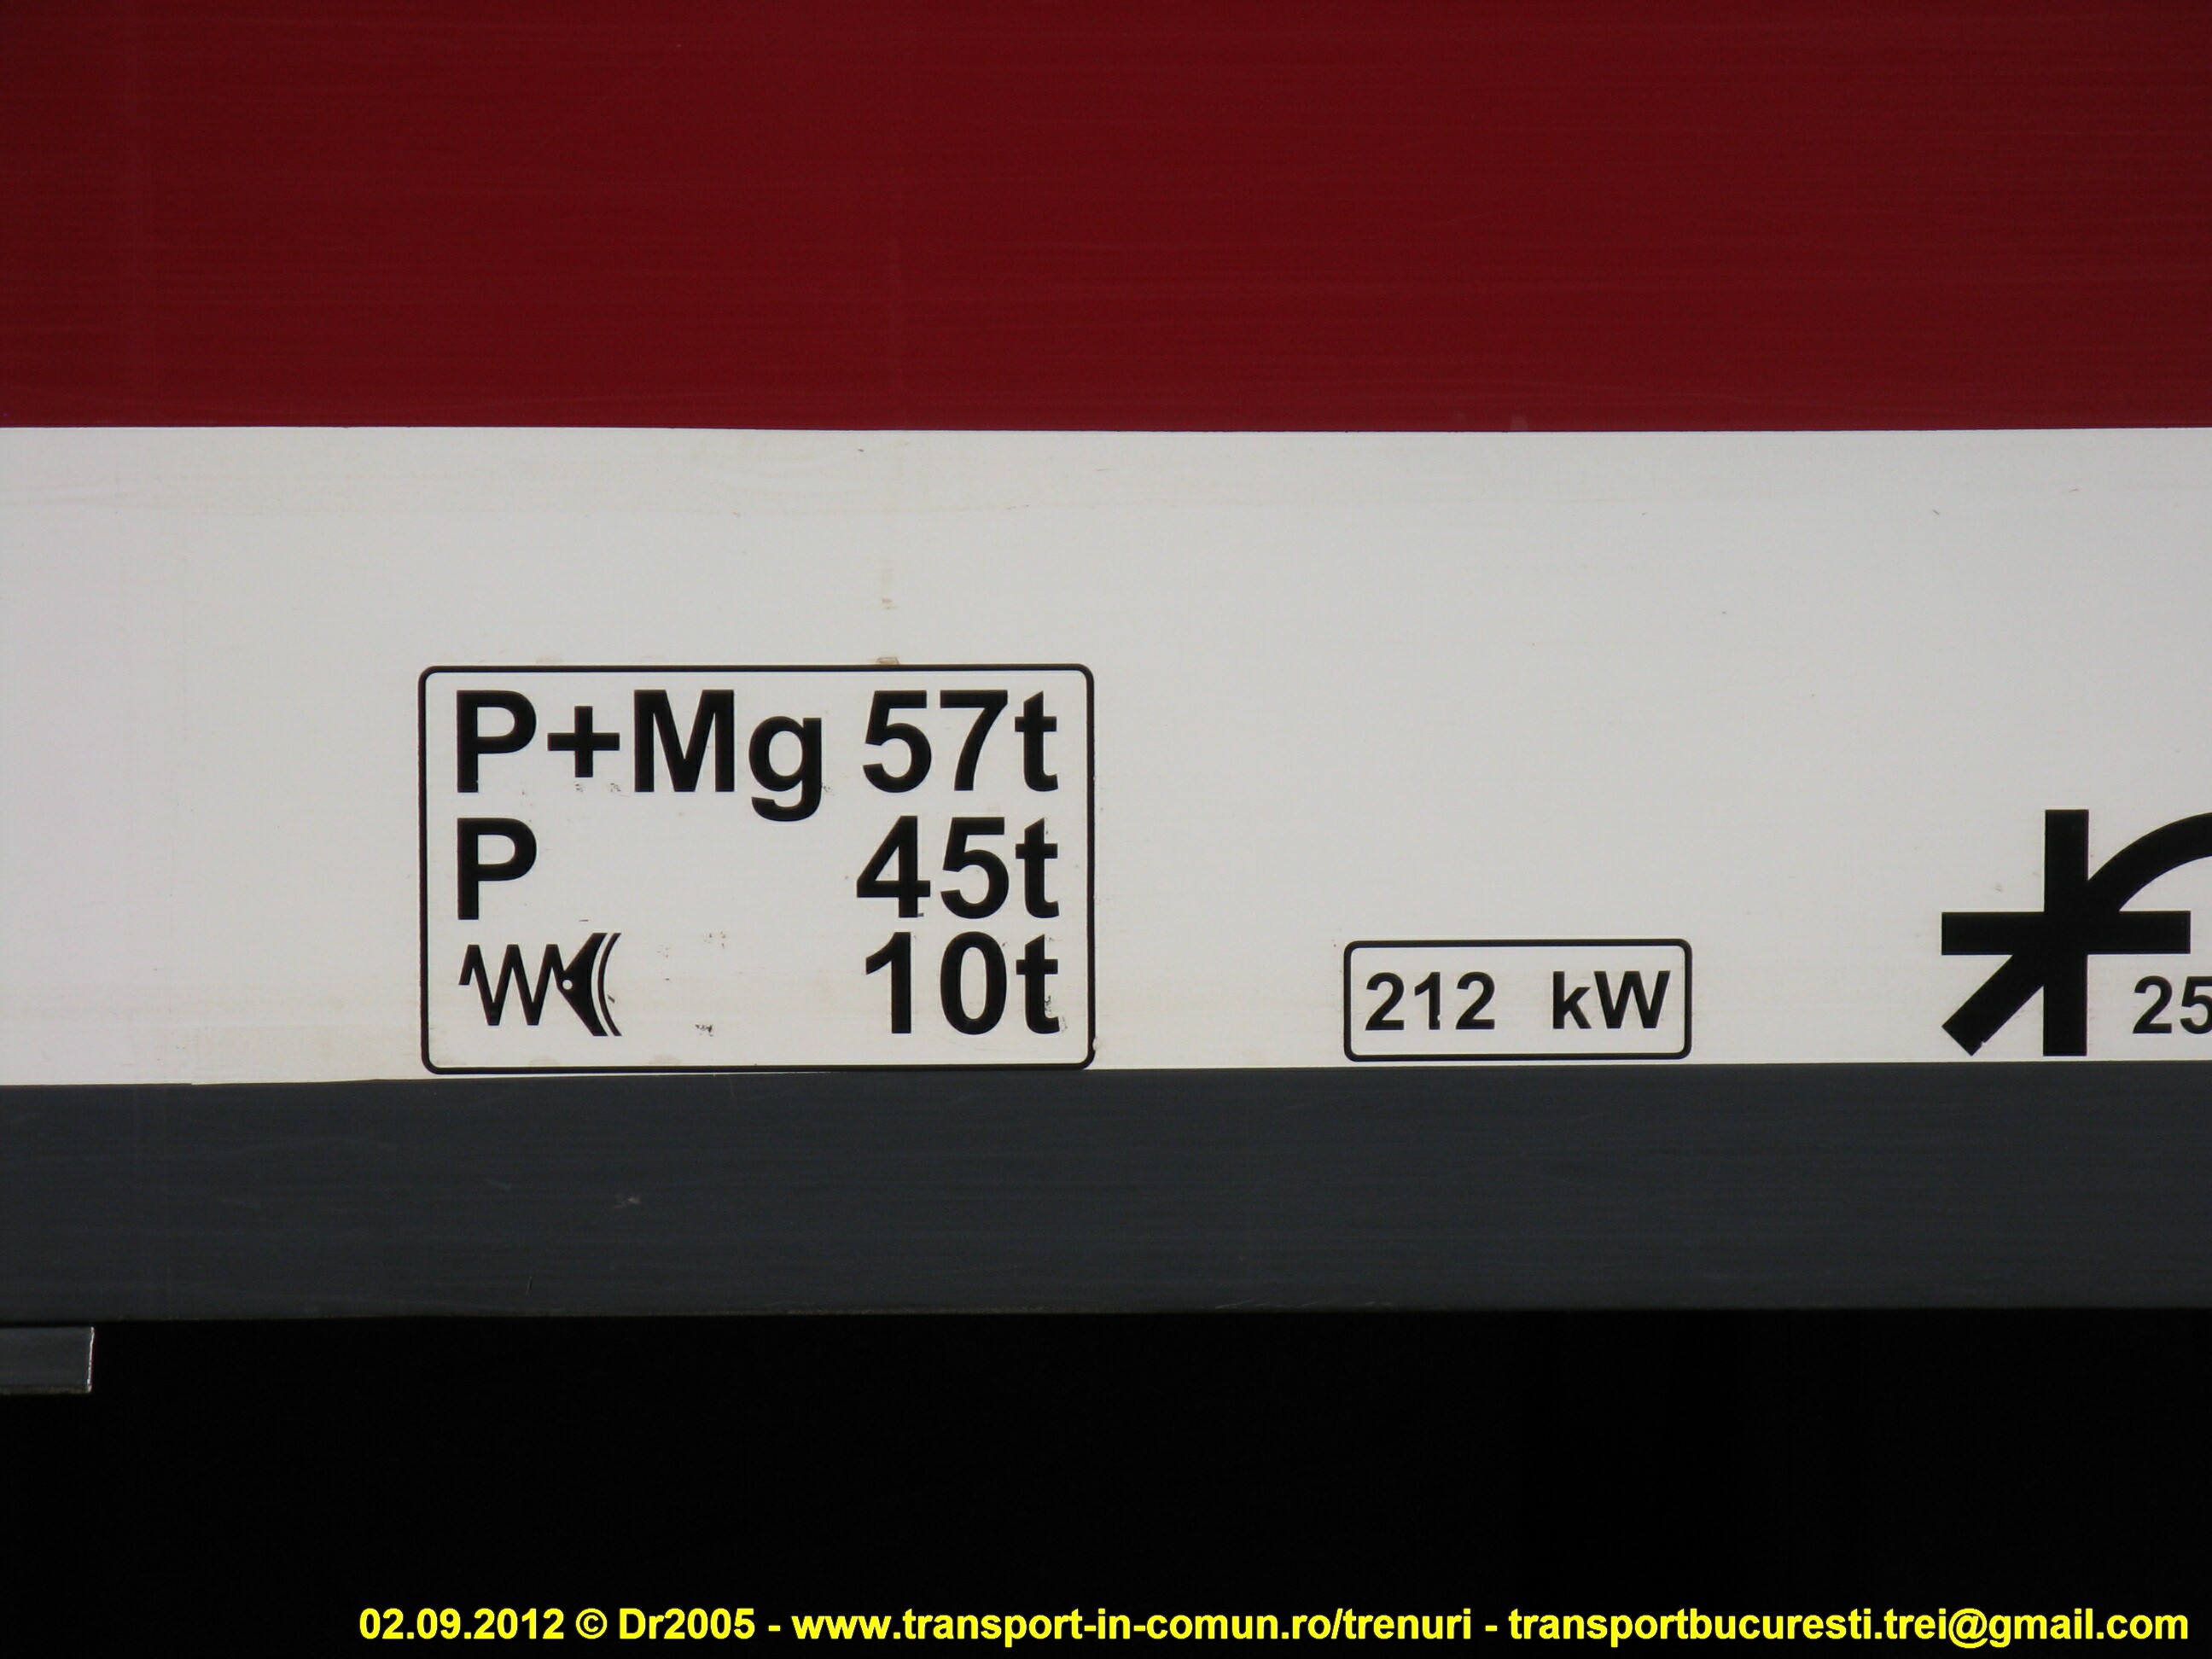 P+Mg 57t
P 45t
10t
212 kW
25
02.09.2012 © Dr2005 - www.transport-in-comun.ro/trenuri - transportbucuresti.trei@gmail.com